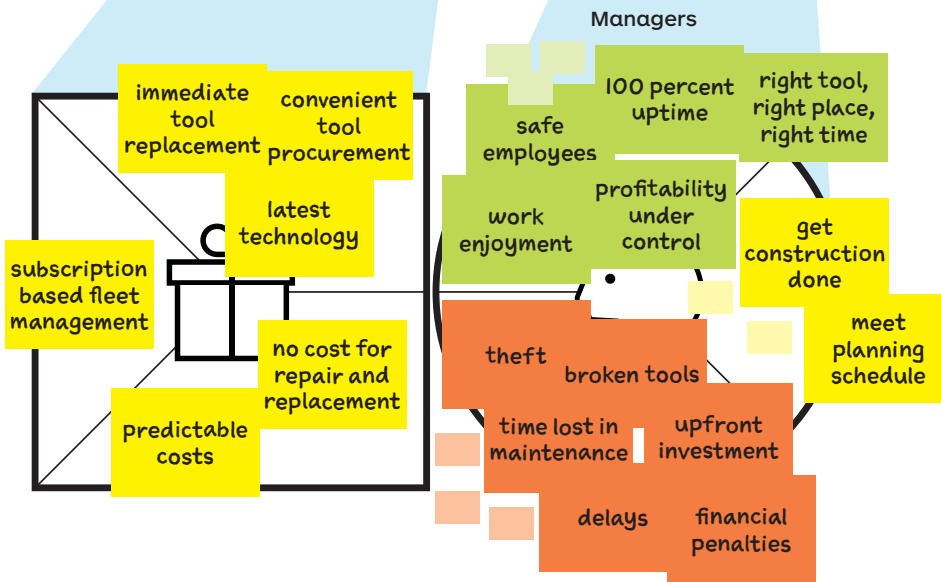 Managers
immediate
tool
replacement
convenient
tool
procurement
latest
technology
subscription
based fleet
management
no cost for
repair and
replacement
predictable
costs
safe
employees
100 percent
uptime
right tool,
right place,
right time
work
enjoyment
profitability
under
control
get
construction
done
meet
planning
schedule
theft
broken tools
time lost in
maintenance
upfront
investment
delays
financial
penalties